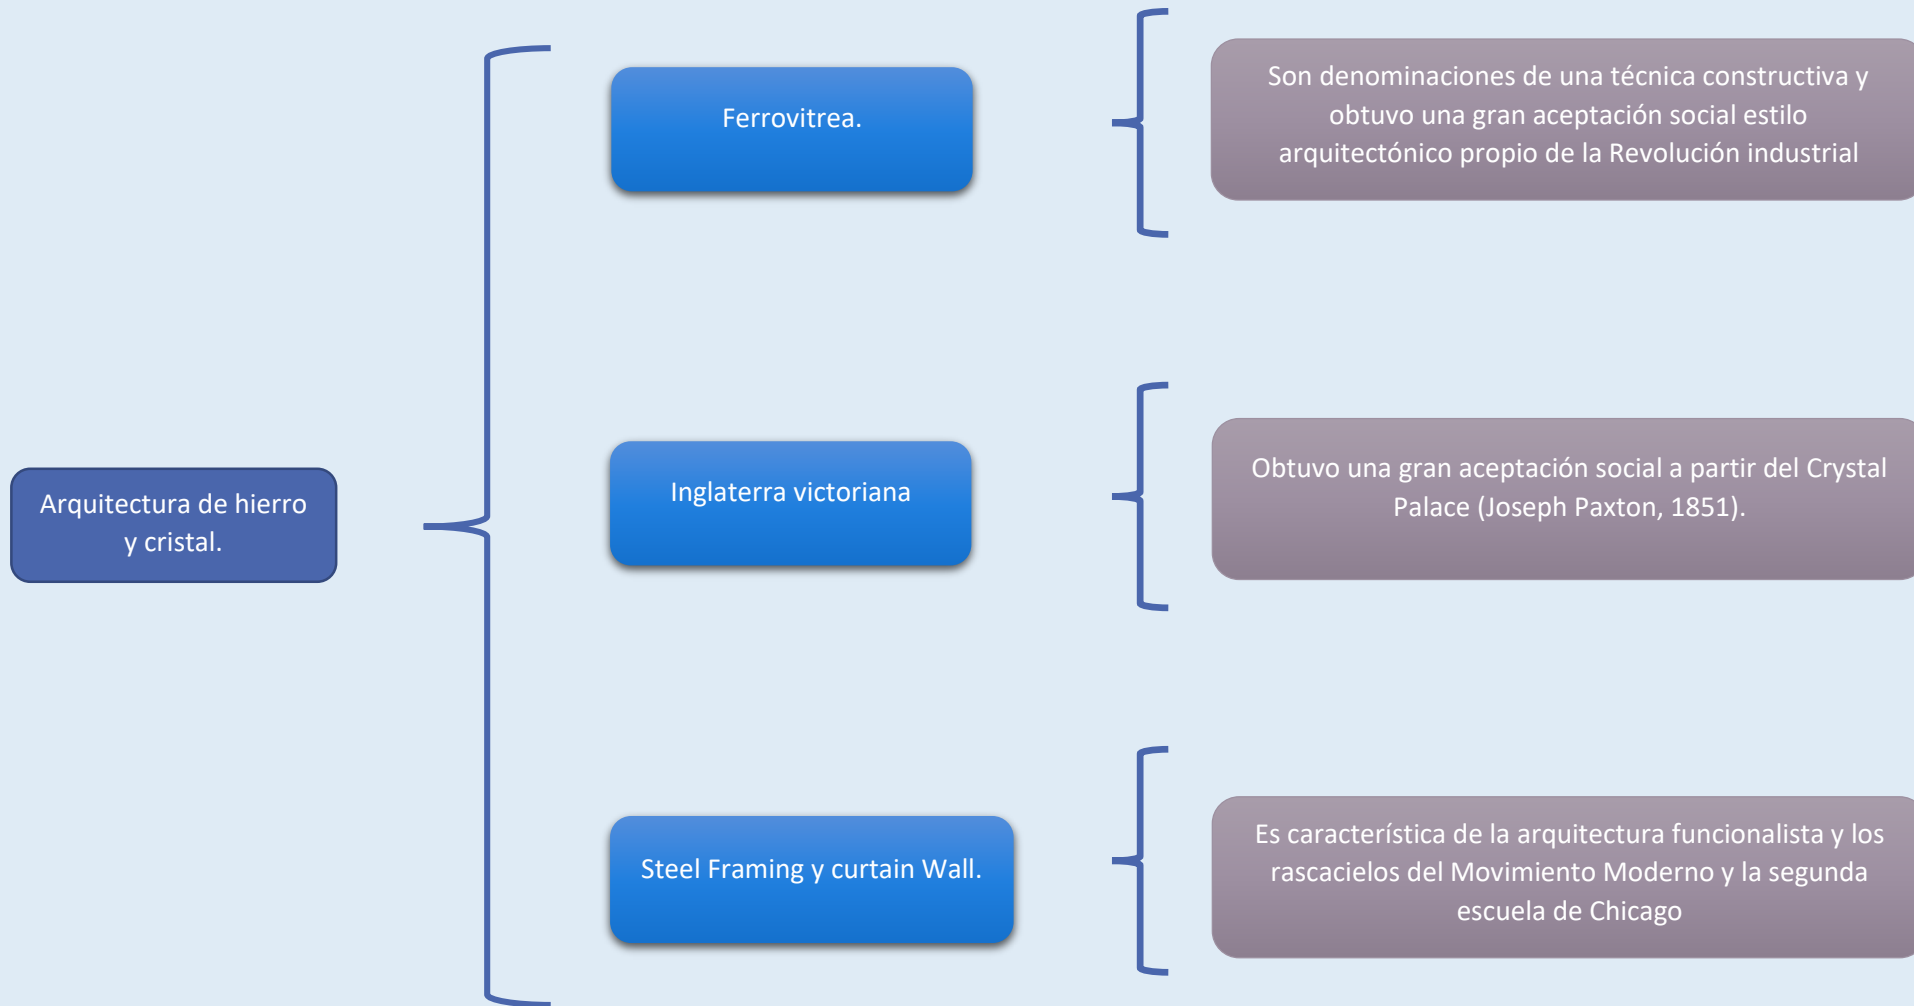 Ferrovitrea.
Son denominaciones de una técnica constructiva y
obtuvo una gran aceptación social estilo
arquitectónico propio de la Revolución industrial
Arquitectura de hierro
y cristal.
Inglaterra victoriana
Obtuvo una gran aceptación social a partir del Crystal
Palace (Joseph Paxton, 1851).
Steel Framing y curtain Wall.
Es característica de la arquitectura funcionalista y los
rascacielos del Movimiento Moderno y la segunda
escuela de Chicago